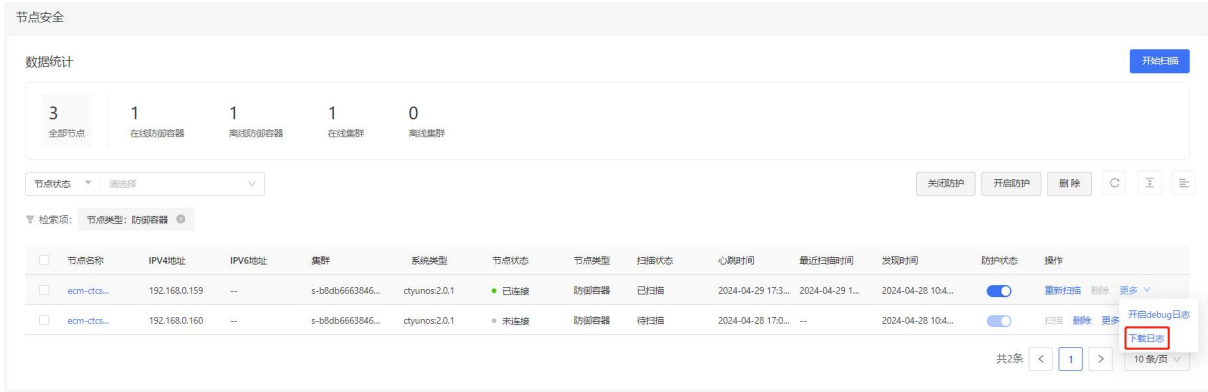 节点安全
数据统计
开始扫描
3 1 1 1 0
全部节点 在线防御容器 离线防御容器 在线集群 离线集群
节点状态 请选择 关闭防护 开启防护 删除
检索项： 节点类型：防御容器
节点名称 IPV4地址 IPV6地址 集群 系统类型 节点状态 节点类型 扫描状态 心跳时间 最近扫描时间 发现时间 防护状态 操作
ecm-ctcs... 192.168.0.159 -- s-b8db6663846... ctyunos:2.0.1 已连接 防御容器 已扫描 2024-04-29 17:3... 2024-04-29 1... 2024-04-28 10:4... 重新扫描 删除 更多
ecm-ctcs... 192.168.0.160 -- s-b8db6663846... ctyunos:2.0.1 未连接 防御容器 待扫描 2024-04-28 17:0... -- 2024-04-28 10:4... 扫描 删除 更多
开启debug日志
下载日志
共2条 < 1 > 10 条/页